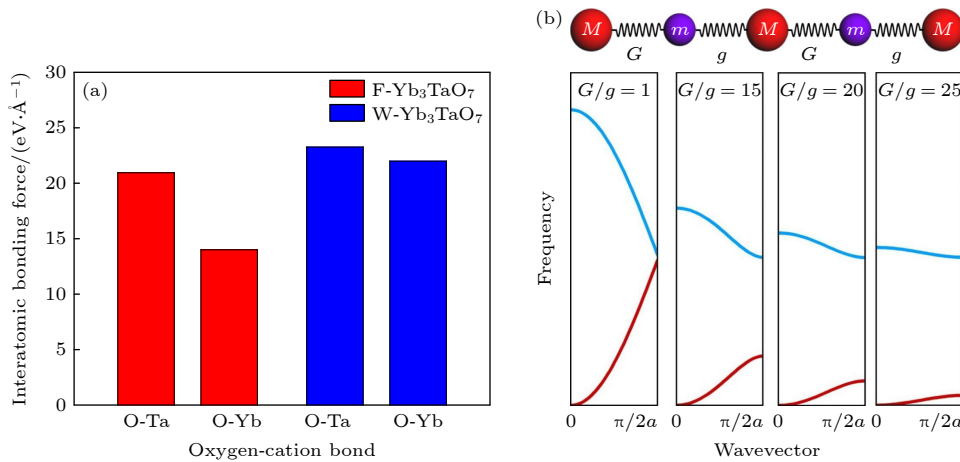 (a)
F-Yb₃TaO₇
W-Yb₃TaO₇
Interatomic bonding force/(eV·Å⁻¹)
30
25
20
15
10
5
0
O-Ta O-Yb O-Ta O-Yb
Oxygen-cation bond
(b)
M m M m M
G g G g
G/g = 1 G/g = 15 G/g = 20 G/g = 25
Frequency
0 π/2a 0 π/2a 0 π/2a 0 π/2a
Wavevector